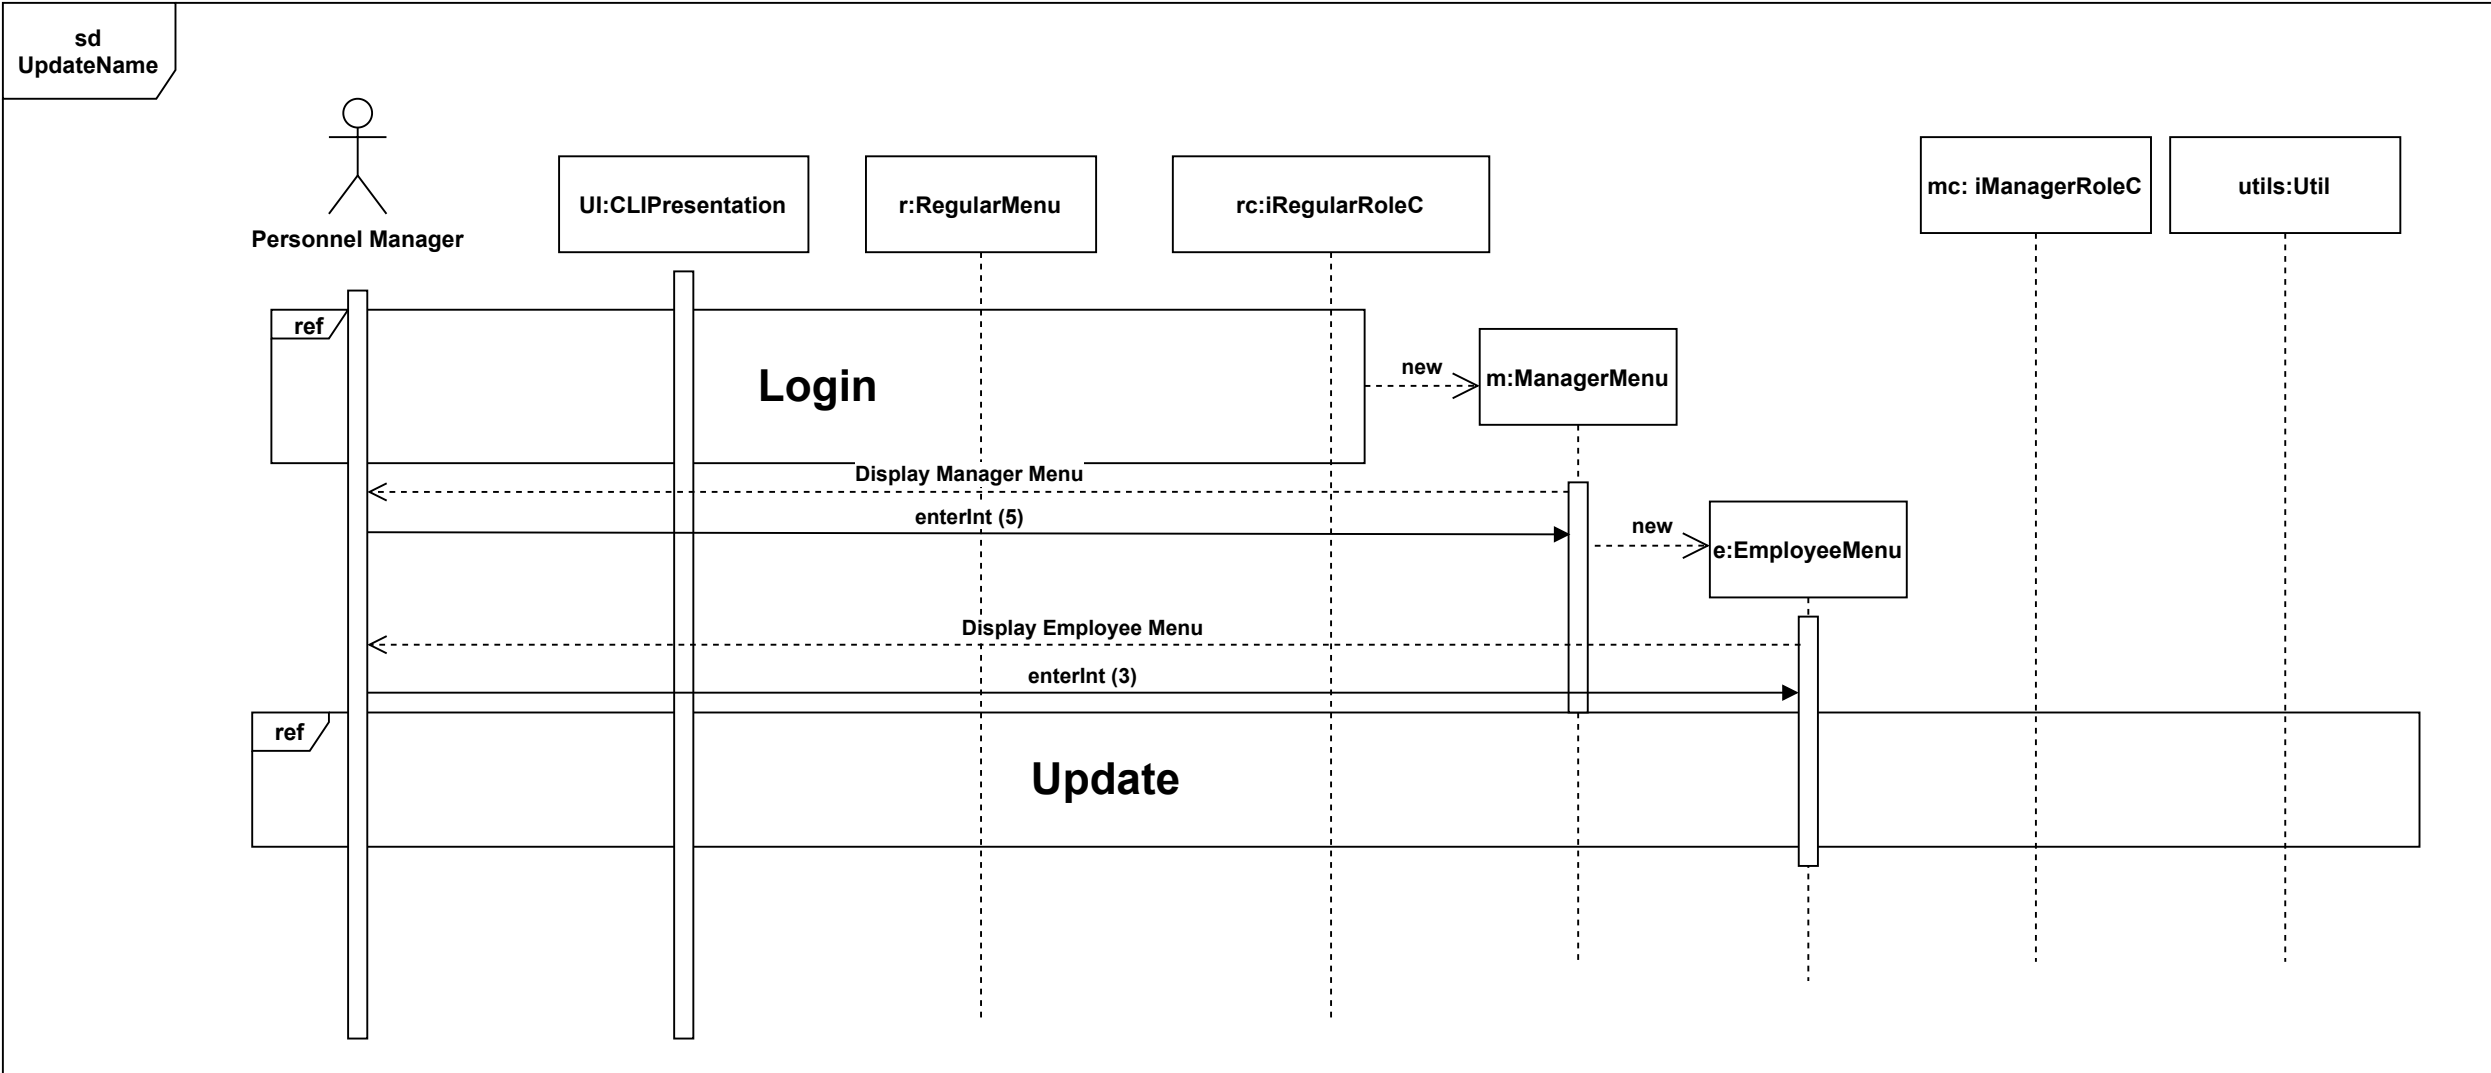 sd
UpdateName
Personnel Manager
UI:CLIPresentation
r:RegularMenu
rc:iRegularRoleC
mc: iManagerRoleC
utils:Util
ref
Login
new
m:ManagerMenu
Display Manager Menu
enterInt (5)
new
e:EmployeeMenu
Display Employee Menu
enterInt (3)
ref
Update